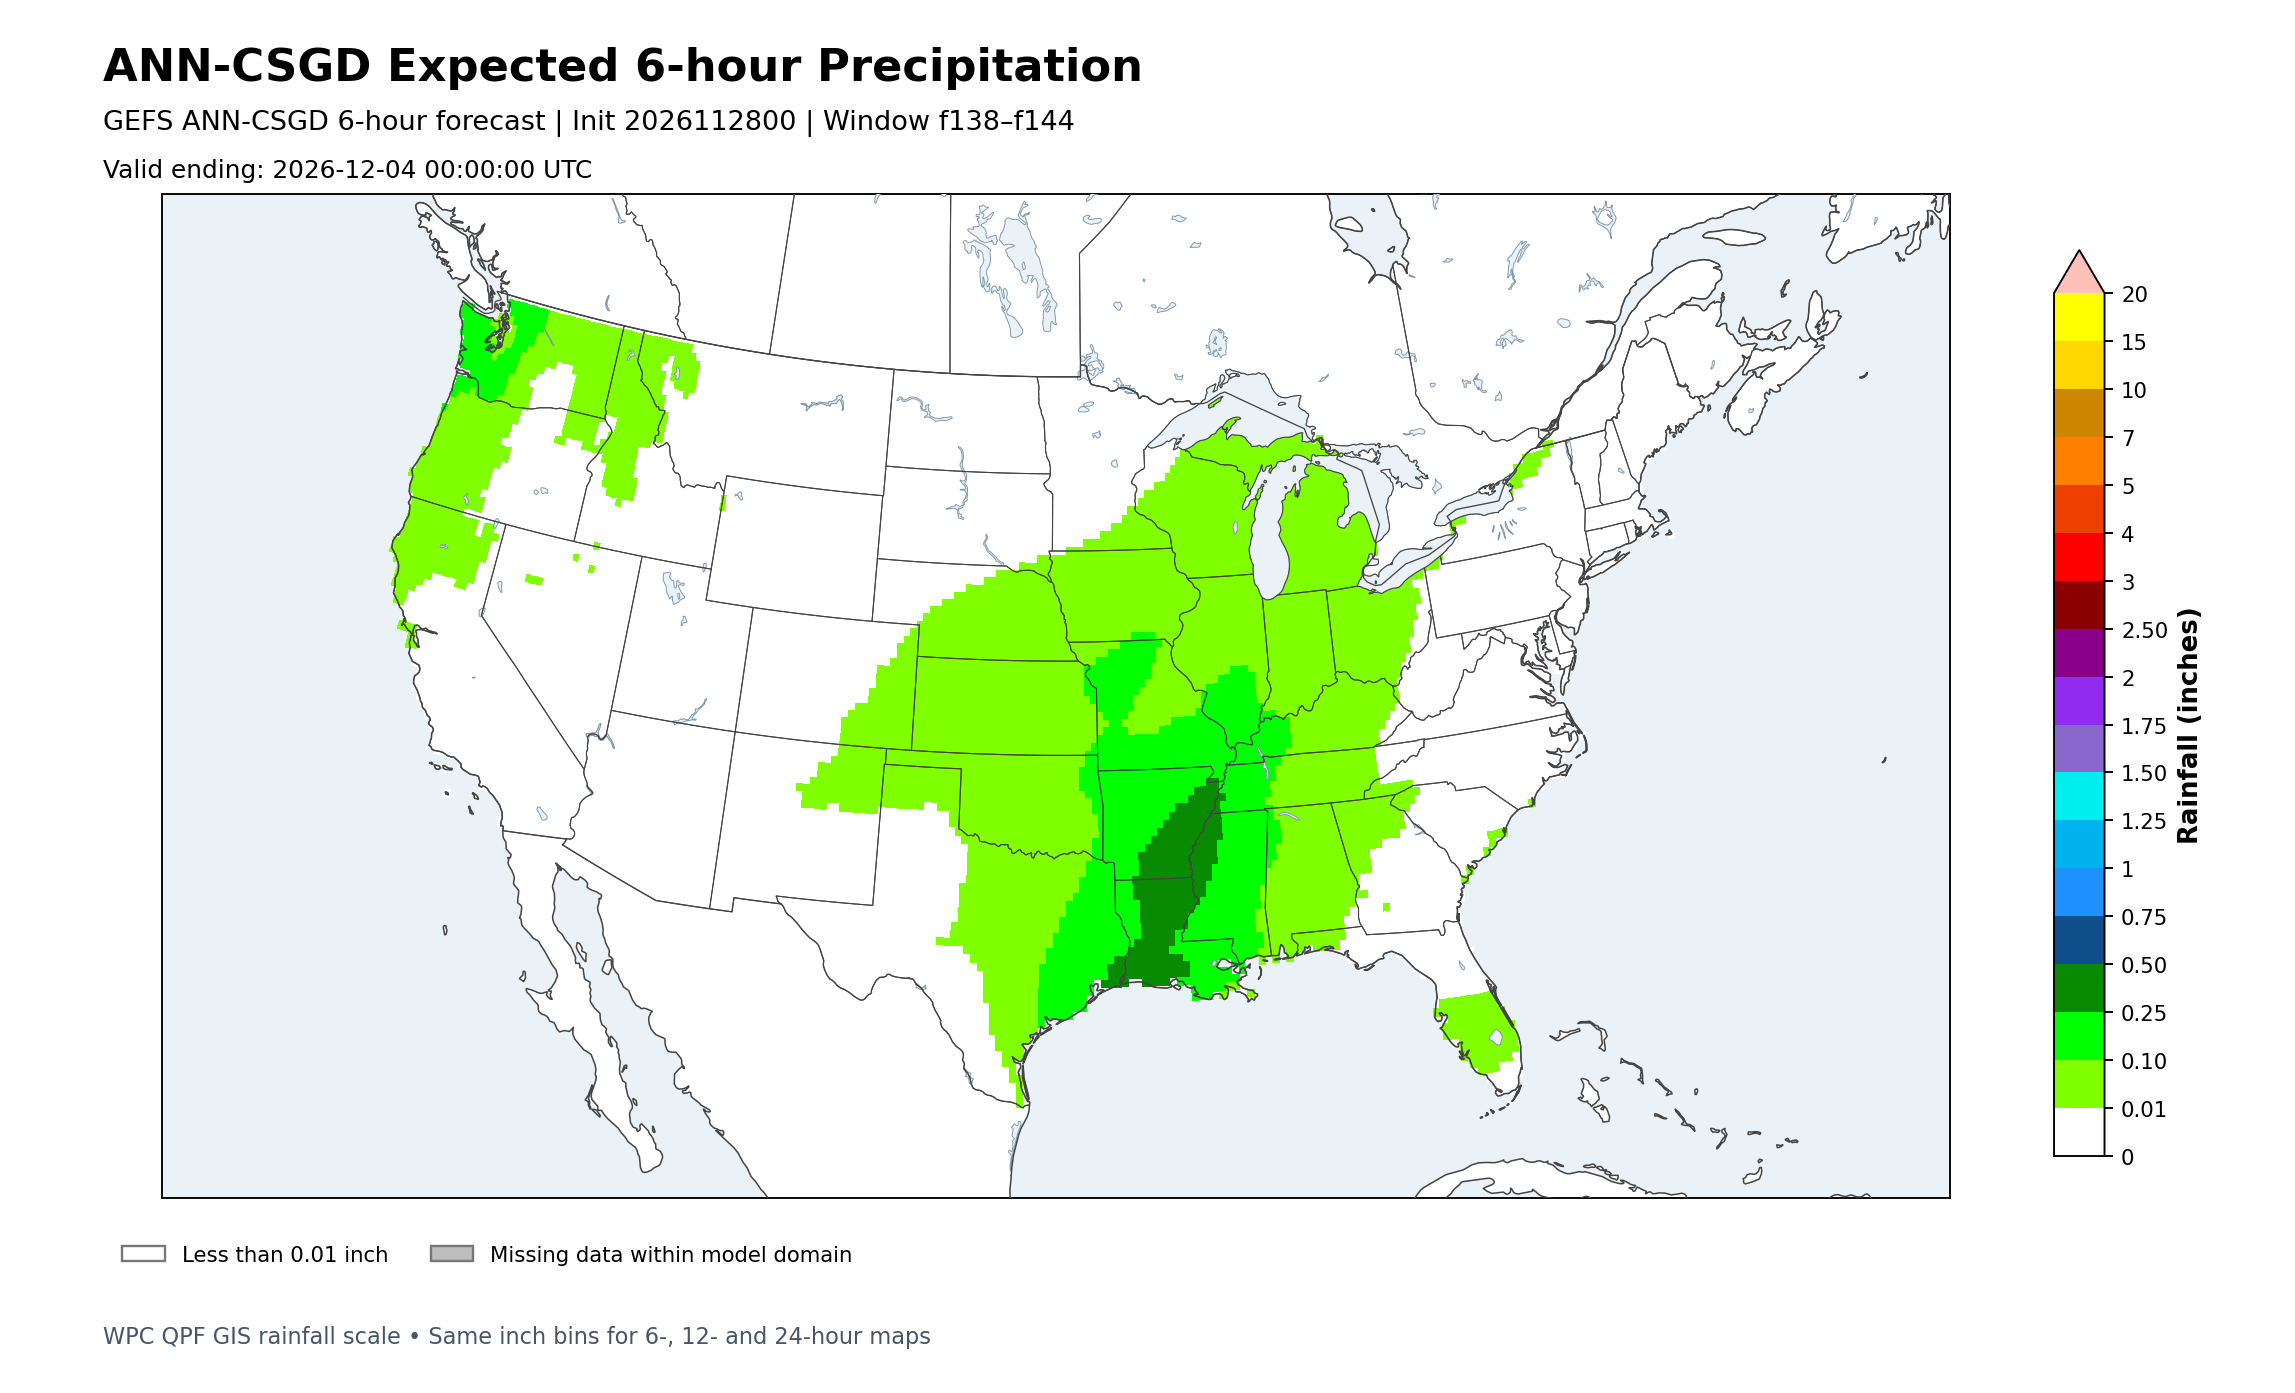 ANN-CSGD Expected 6-hour Precipitation
GEFS ANN-CSGD 6-hour forecast | Init 2026112800 | Window f138–f144
Valid ending: 2026-12-04 00:00:00 UTC
20
15
10
7
5
4
3
2.50
2
1.75
1.50
1.25
1
0.75
0.50
0.25
0.10
0.01
0
Rainfall (inches)
Less than 0.01 inch
Missing data within model domain
WPC QPF GIS rainfall scale • Same inch bins for 6-, 12- and 24-hour maps